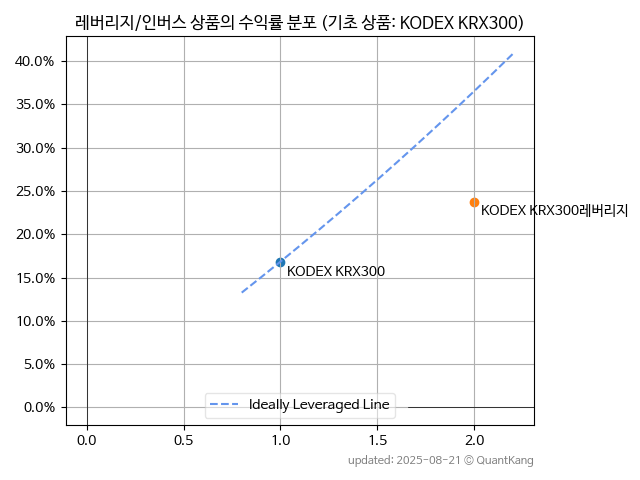 레버리지/인버스 상품의 수익률 분포 (기초 상품: KODEX KRX300)
40.0%
35.0%
30.0%
25.0%
20.0%
15.0%
10.0%
5.0%
0.0%
KODEX KRX300레버리지
KODEX KRX300
Ideally Leveraged Line
0.0 0.5 1.0 1.5 2.0
updated: 2025-08-21 © QuantKang